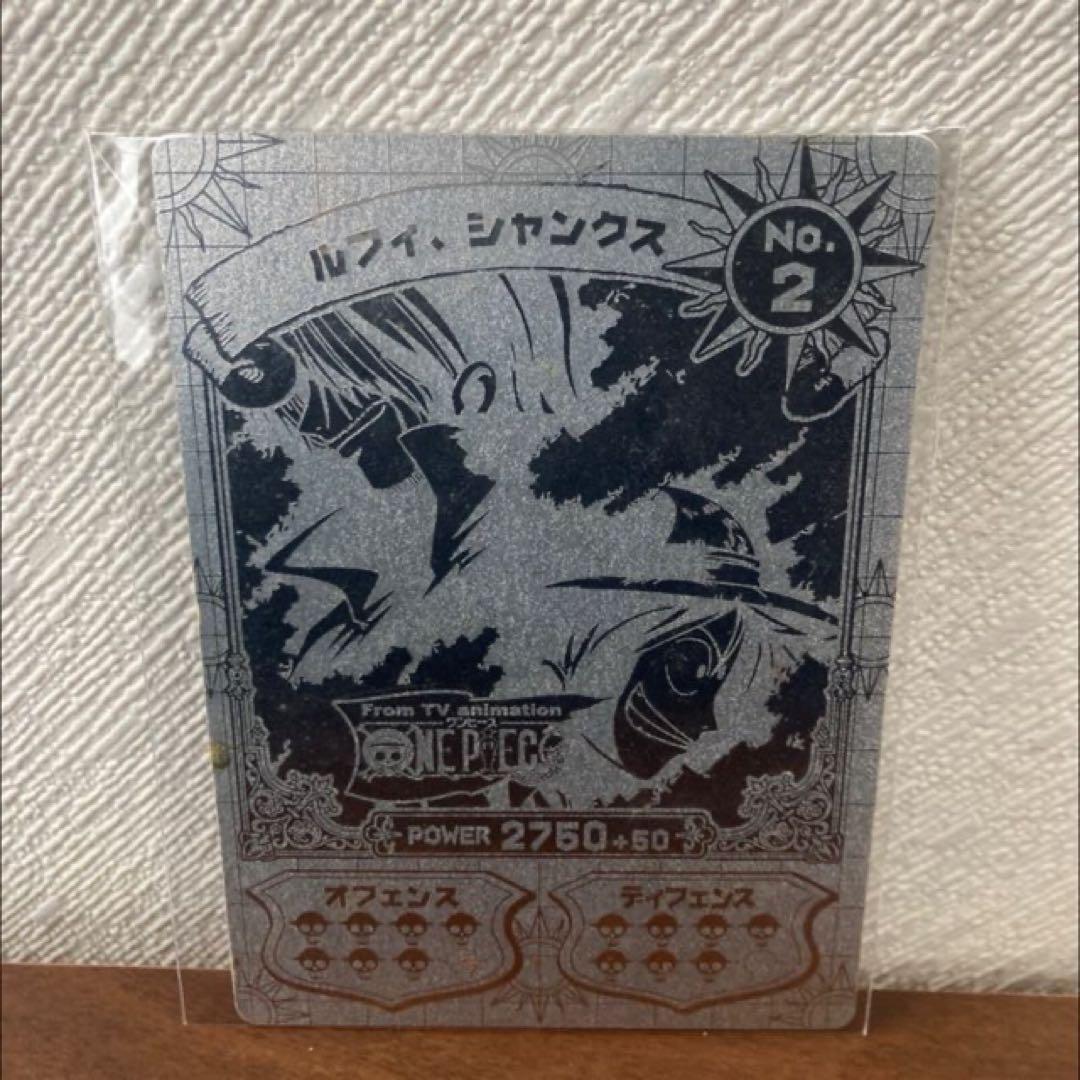 ルフィ、シャンクス
No.
2
From TV animation
ワンピース
ONE PIECE
POWER 2750+50
オフェンス
ディフェンス